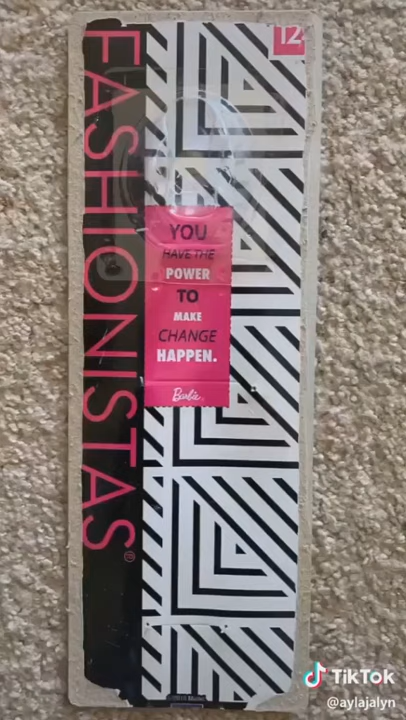 12
FASHIONISTAS®
YOU
HAVE THE
POWER
TO
MAKE
CHANGE
HAPPEN.
Barbie
TikTok
@aylajalyn